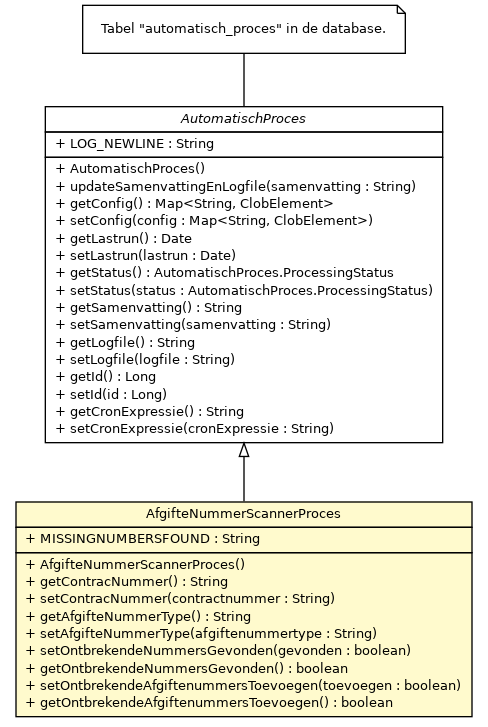 Tabel "automatisch_proces" in de database.
AutomatischProces
+ LOG_NEWLINE : String
+ AutomatischProces()
+ updateSamenvattingEnLogfile(samenvatting : String)
+ getConfig() : Map<String, ClobElement>
+ setConfig(config : Map<String, ClobElement>)
+ getLastrun() : Date
+ setLastrun(lastrun : Date)
+ getStatus() : AutomatischProces.ProcessingStatus
+ setStatus(status : AutomatischProces.ProcessingStatus)
+ getSamenvatting() : String
+ setSamenvatting(samenvatting : String)
+ getLogfile() : String
+ setLogfile(logfile : String)
+ getId() : Long
+ setId(id : Long)
+ getCronExpressie() : String
+ setCronExpressie(cronExpressie : String)
AfgifteNummerScannerProces
+ MISSINGNUMBERSFOUND : String
+ AfgifteNummerScannerProces()
+ getContracNummer() : String
+ setContracNummer(contractnummer : String)
+ getAfgifteNummerType() : String
+ setAfgifteNummerType(afgiftenummertype : String)
+ setOntbrekendeNummersGevonden(gevonden : boolean)
+ getOntbrekendeNummersGevonden() : boolean
+ setOntbrekendeAfgiftenummersToevoegen(toevoegen : boolean)
+ getOntbrekendeAfgiftenummersToevoegen() : boolean